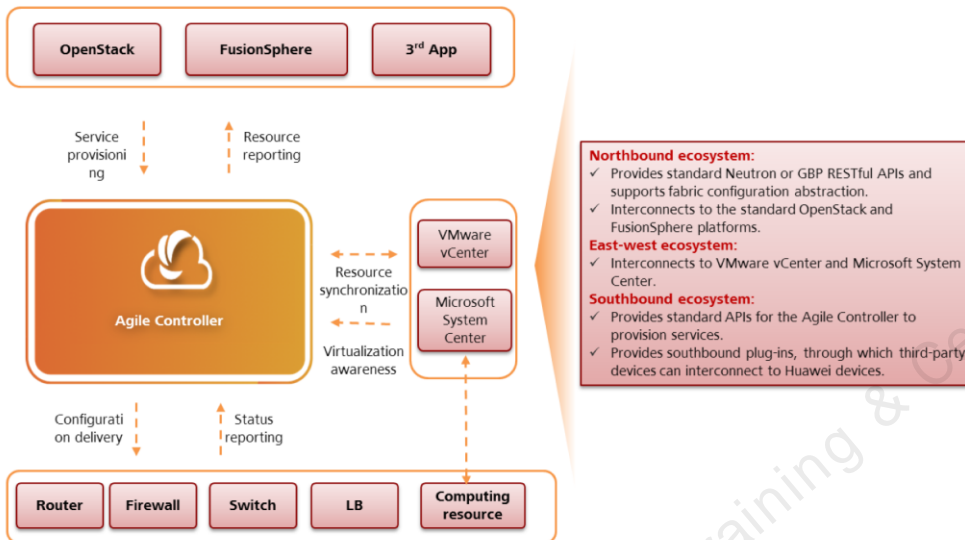 OpenStack
FusionSphere
3rd App
Service
provisioni
ng
Resource
reporting
Agile Controller
VMware
vCenter
Microsoft
System
Center
Resource
synchronizatio
n
Virtualization
awareness
Configurati
on delivery
Status
reporting
Router
Firewall
Switch
LB
Computing
resource
Northbound ecosystem:
✓ Provides standard Neutron or GBP RESTful APIs and
supports fabric configuration abstraction.
✓ Interconnects to the standard OpenStack and
FusionSphere platforms.
East-west ecosystem:
✓ Interconnects to VMware vCenter and Microsoft System
Center.
Southbound ecosystem:
✓ Provides standard APIs for the Agile Controller to
provision services.
✓ Provides southbound plug-ins, through which third-party
devices can interconnect to Huawei devices.